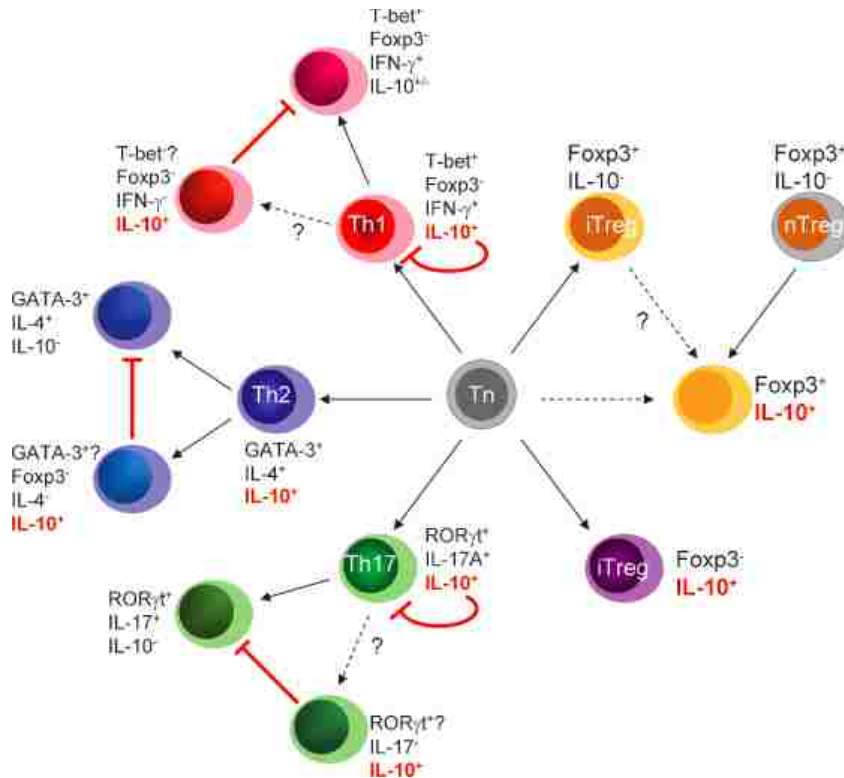 T-bet⁺
Foxp3⁻
IFN-γ⁺
IL-10⁺/⁻
T-bet⁻?
Foxp3⁻
IFN-γ⁻
IL-10⁺
?
Th1
T-bet⁺
Foxp3⁻
IFN-γ⁺
IL-10⁺
Foxp3⁺
IL-10⁻
iTreg
Foxp3⁺
IL-10⁻
nTreg
?
GATA-3⁺
IL-4⁺
IL-10⁻
Th2
GATA-3⁺
IL-4⁺
IL-10⁺
Tn
Foxp3⁺
IL-10⁺
GATA-3⁺?
Foxp3⁻
IL-4⁻
IL-10⁺
Th17
RORγt⁺
IL-17A⁺
IL-10⁺
iTreg
Foxp3⁻
IL-10⁺
RORγt⁺
IL-17⁺
IL-10⁻
?
RORγt⁺?
IL-17⁻
IL-10⁺